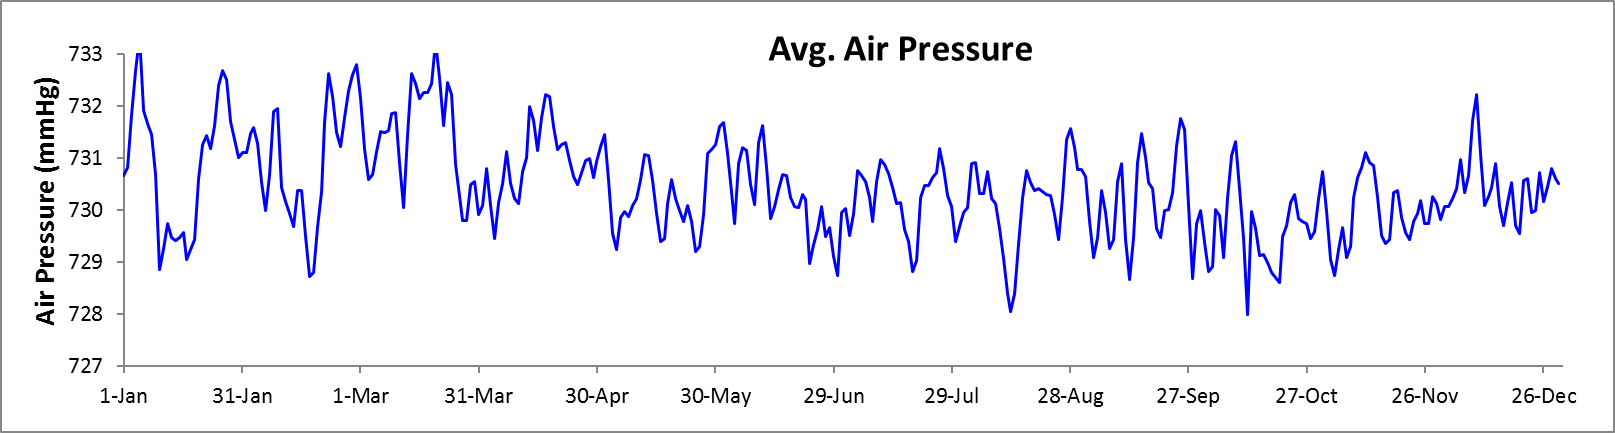 Avg. Air Pressure
Air Pressure (mmHg)
733
732
731
730
729
728
727
1-Jan 31-Jan 1-Mar 31-Mar 30-Apr 30-May 29-Jun 29-Jul 28-Aug 27-Sep 27-Oct 26-Nov 26-Dec